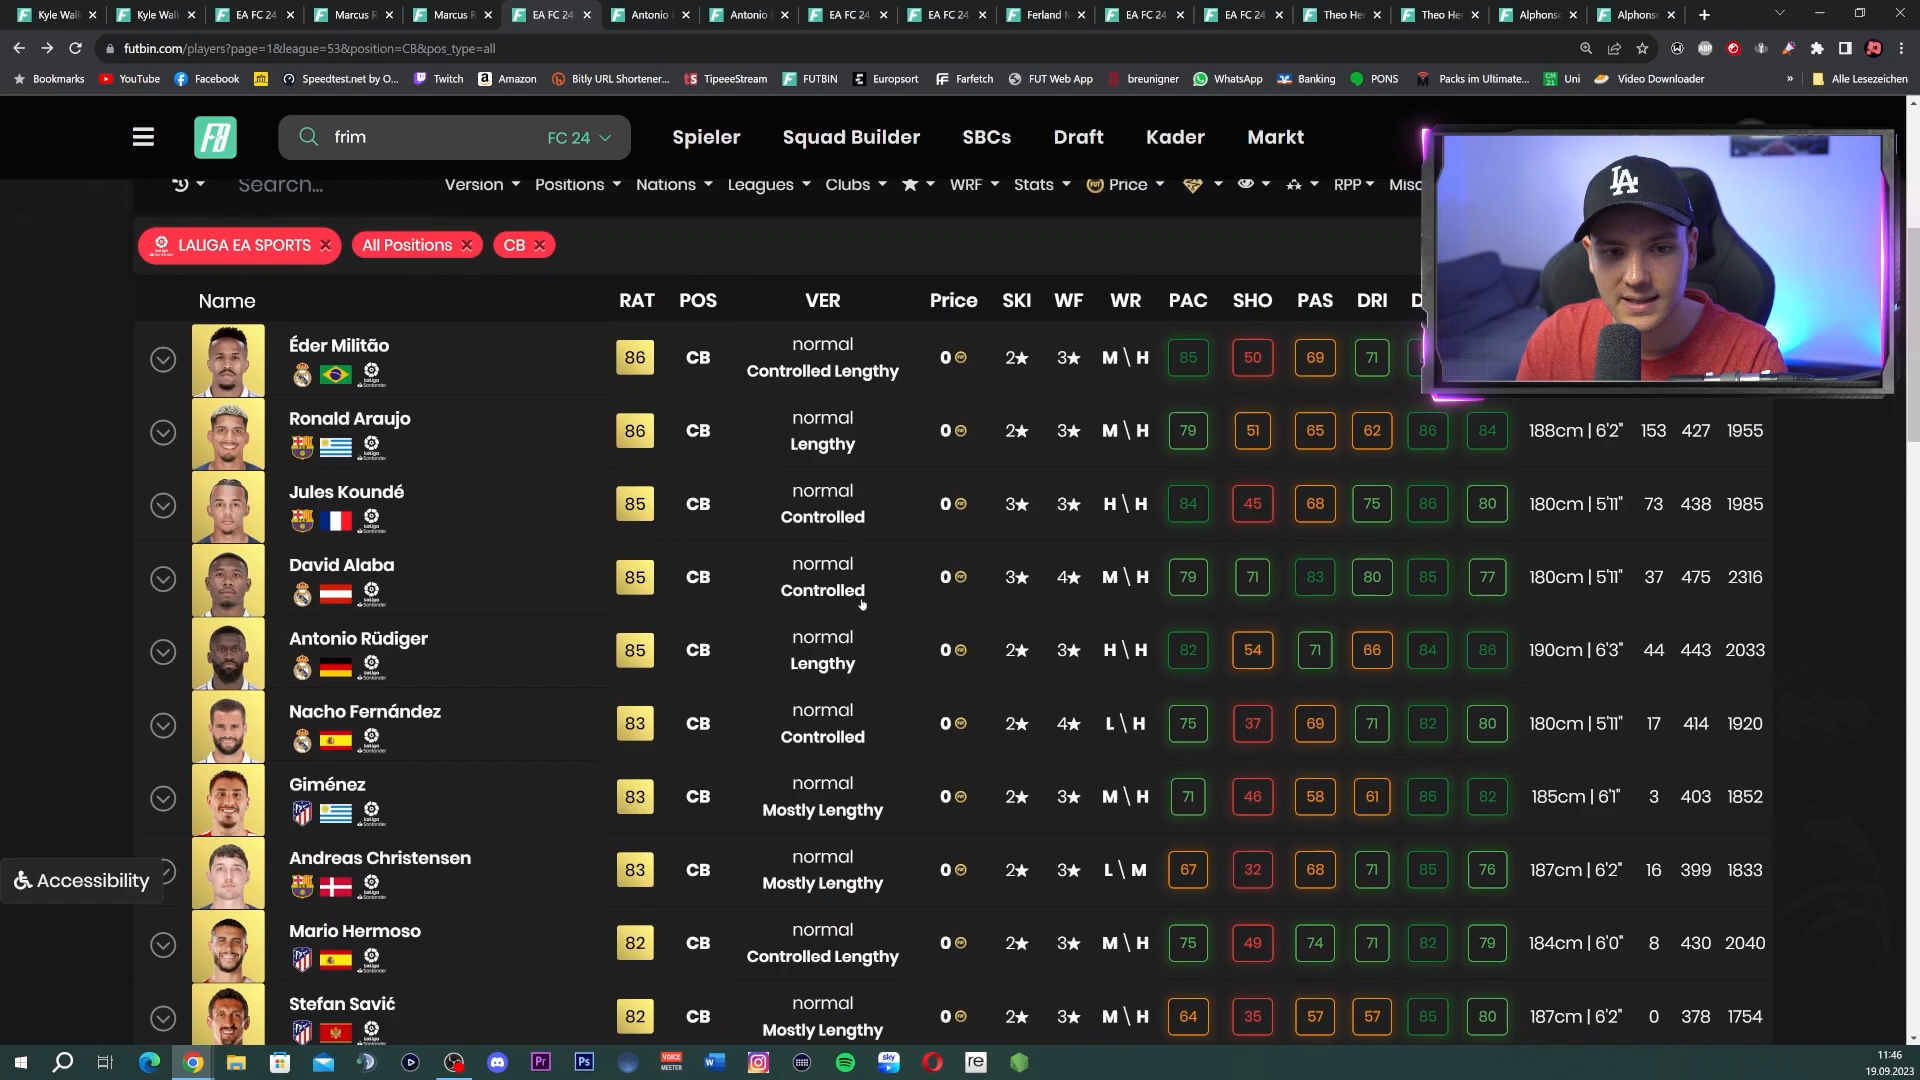 Kyle Wal
Kyle Wal
EA FC 24
Marcus R
Marcus R
EA FC 24
Antonio
Antonio
EA FC 24
EA FC 24
Ferland M
EA FC 24
EA FC 24
Theo He
Theo He
Alphons
Alphons
futbin.com/players?page=1&league=53&position=CB&pos_type=all
Bookmarks YouTube Facebook Speedtest.net by O... Twitch Amazon Bitly URL Shortener... TipeeeStream FUTBIN Europsort Farfetch FUT Web App breunigner WhatsApp Banking PONS Packs im Ultimate... Uni Video Downloader » Alle Lesezeichen
frim FC 24 Spieler Squad Builder SBCs Draft Kader Markt
Search... Version Positions Nations Leagues Clubs WRF Stats Price RPP Misc
LALIGA EA SPORTS All Positions CB
Name RAT POS VER Price SKI WF WR PAC SHO PAS DRI D
Éder Militão 86 CB normal Controlled Lengthy 0 2★ 3★ M \ H 85 50 69 71
Ronald Araujo 86 CB normal Lengthy 0 2★ 3★ M \ H 79 51 65 62 86 84 188cm | 6'2" 153 427 1955
Jules Koundé 85 CB normal Controlled 0 3★ 3★ H \ H 84 45 68 75 86 80 180cm | 5'11" 73 438 1985
David Alaba 85 CB normal Controlled 0 3★ 4★ M \ H 79 71 83 80 85 77 180cm | 5'11" 37 475 2316
Antonio Rüdiger 85 CB normal Lengthy 0 2★ 3★ H \ H 82 54 71 66 84 86 190cm | 6'3" 44 443 2033
Nacho Fernández 83 CB normal Controlled 0 2★ 4★ L \ H 75 37 69 71 82 80 180cm | 5'11" 17 414 1920
Giménez 83 CB normal Mostly Lengthy 0 2★ 3★ M \ H 71 46 58 61 85 82 185cm | 6'1" 3 403 1852
Andreas Christensen 83 CB normal Mostly Lengthy 0 2★ 3★ L \ M 67 32 68 71 85 76 187cm | 6'2" 16 399 1833
Accessibility
Mario Hermoso 82 CB normal Controlled Lengthy 0 2★ 3★ M \ H 75 49 74 71 82 79 184cm | 6'0" 8 430 2040
Stefan Savić 82 CB normal Mostly Lengthy 0 2★ 3★ M \ H 64 35 57 57 85 80 187cm | 6'2" 0 378 1754
LA
11:46
19.09.2023